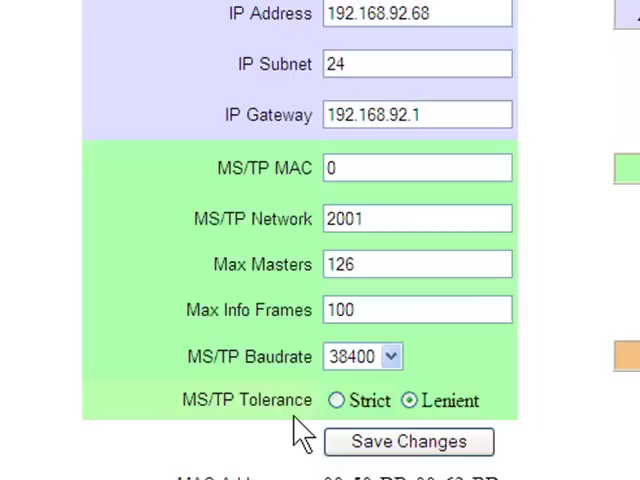 IP Address 192.168.92.68
IP Subnet 24
IP Gateway 192.168.92.1
MS/TP MAC 0
MS/TP Network 2001
Max Masters 126
Max Info Frames 100
MS/TP Baudrate 38400
MS/TP Tolerance Strict Lenient
Save Changes